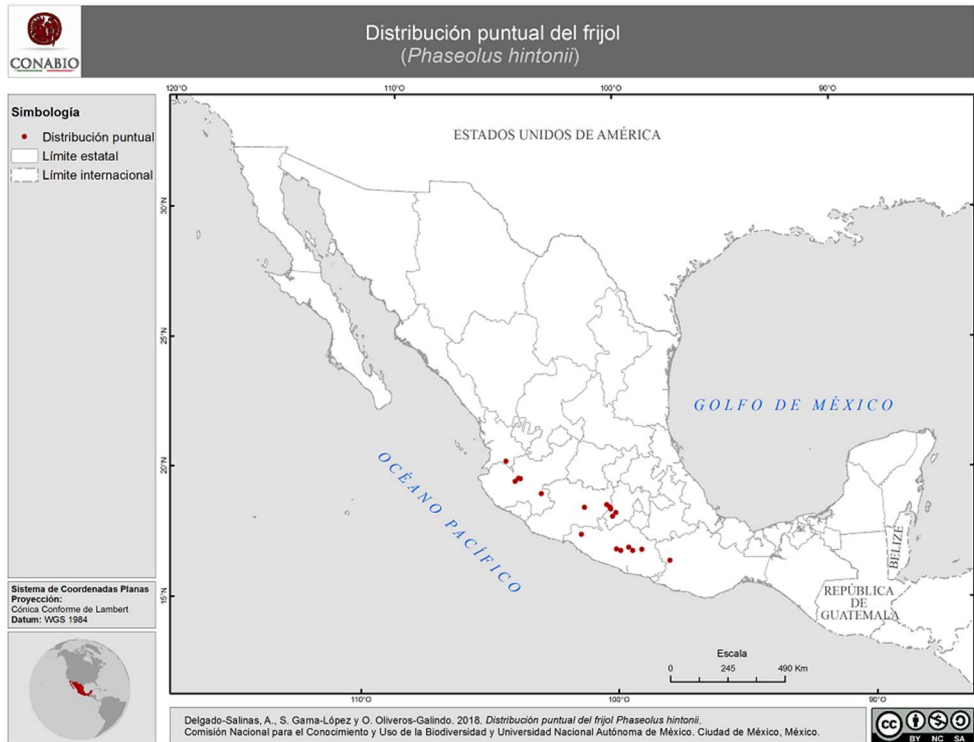 CONABIO
Distribución puntual del frijol
(Phaseolus hintonii)
Simbología
Distribución puntual
Límite estatal
Límite internacional
120°O
110°O
100°O
90°O
30°N
25°N
20°N
15°N
ESTADOS UNIDOS DE AMÉRICA
GOLFO DE MÉXICO
OCÉANO PACÍFICO
BELIZE
REPÚBLICA
DE
GUATEMALA
Escala
0 245 490 Km
110°O
100°O
90°O
Sistema de Coordenadas Planas
Proyección:
Cónica Conforme de Lambert
Datum: WGS 1984
Delgado-Salinas, A., S. Gama-López y O. Oliveros-Galindo. 2018. Distribución puntual del frijol Phaseolus hintonii.
Comisión Nacional para el Conocimiento y Uso de la Biodiversidad y Universidad Nacional Autónoma de México. Ciudad de México, México.
cc
BY NC SA